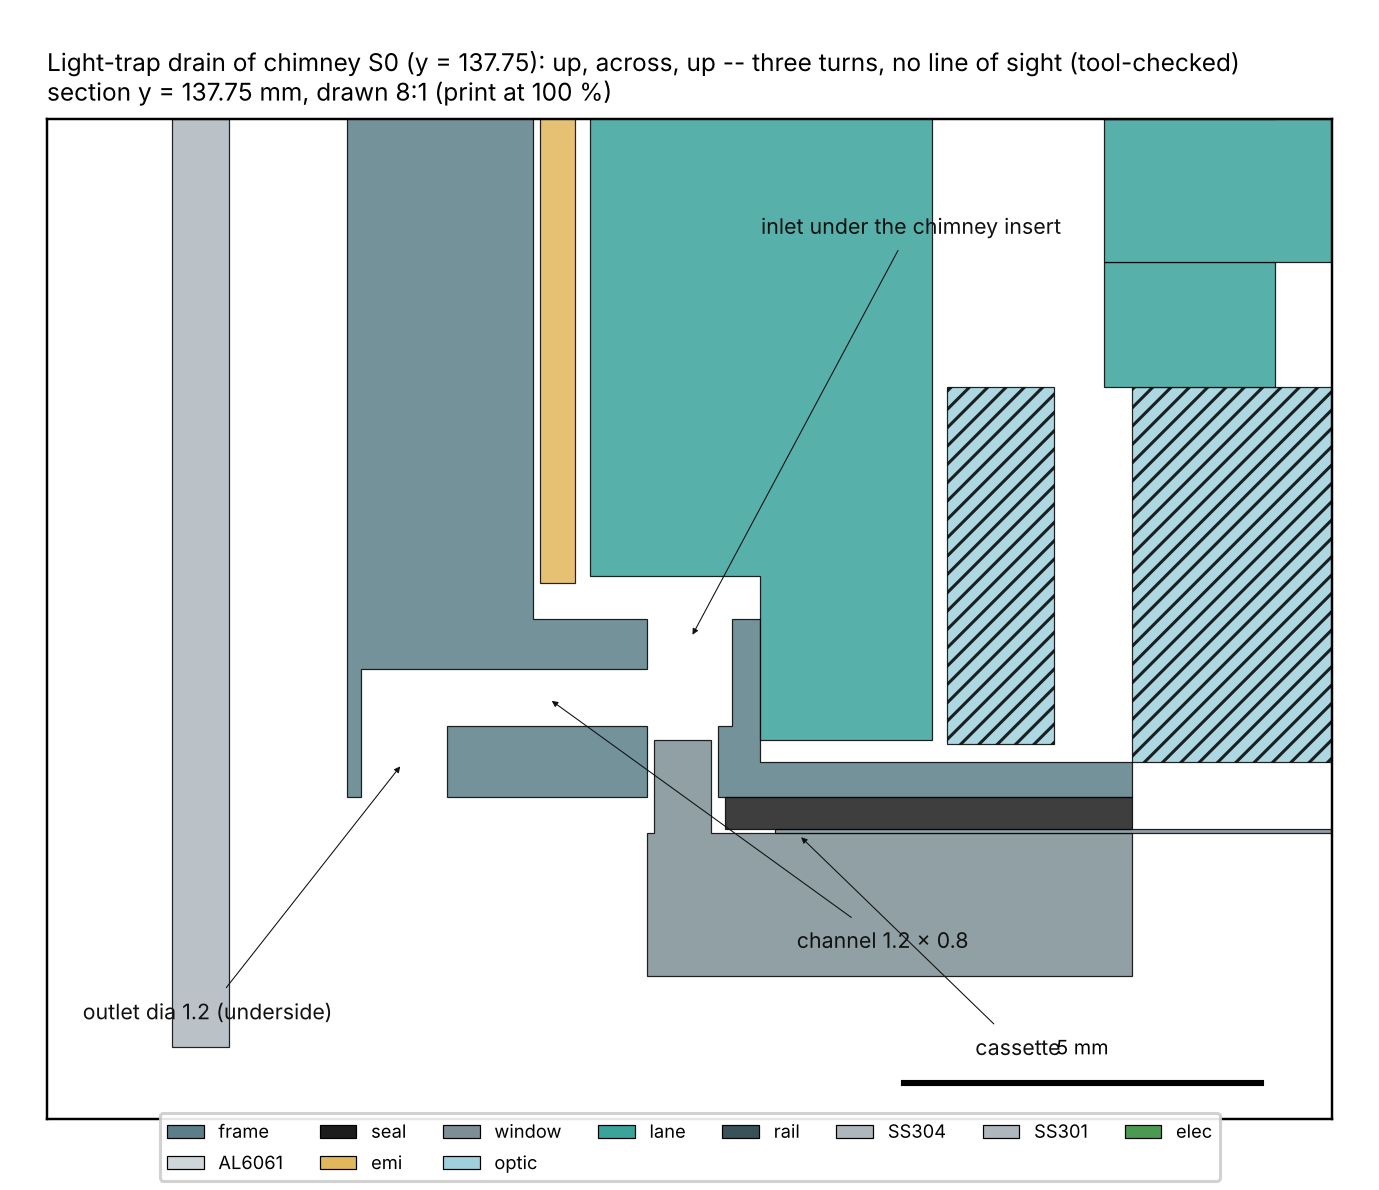 Light-trap drain of chimney S0 (y = 137.75): up, across, up -- three turns, no line of sight (tool-checked)
section y = 137.75 mm, drawn 8:1 (print at 100 %)
inlet under the chimney insert
channel 1.2 × 0.8
outlet dia 1.2 (underside)
cassette
5 mm
frame seal window lane rail SS304 SS301 elec
AL6061 emi optic